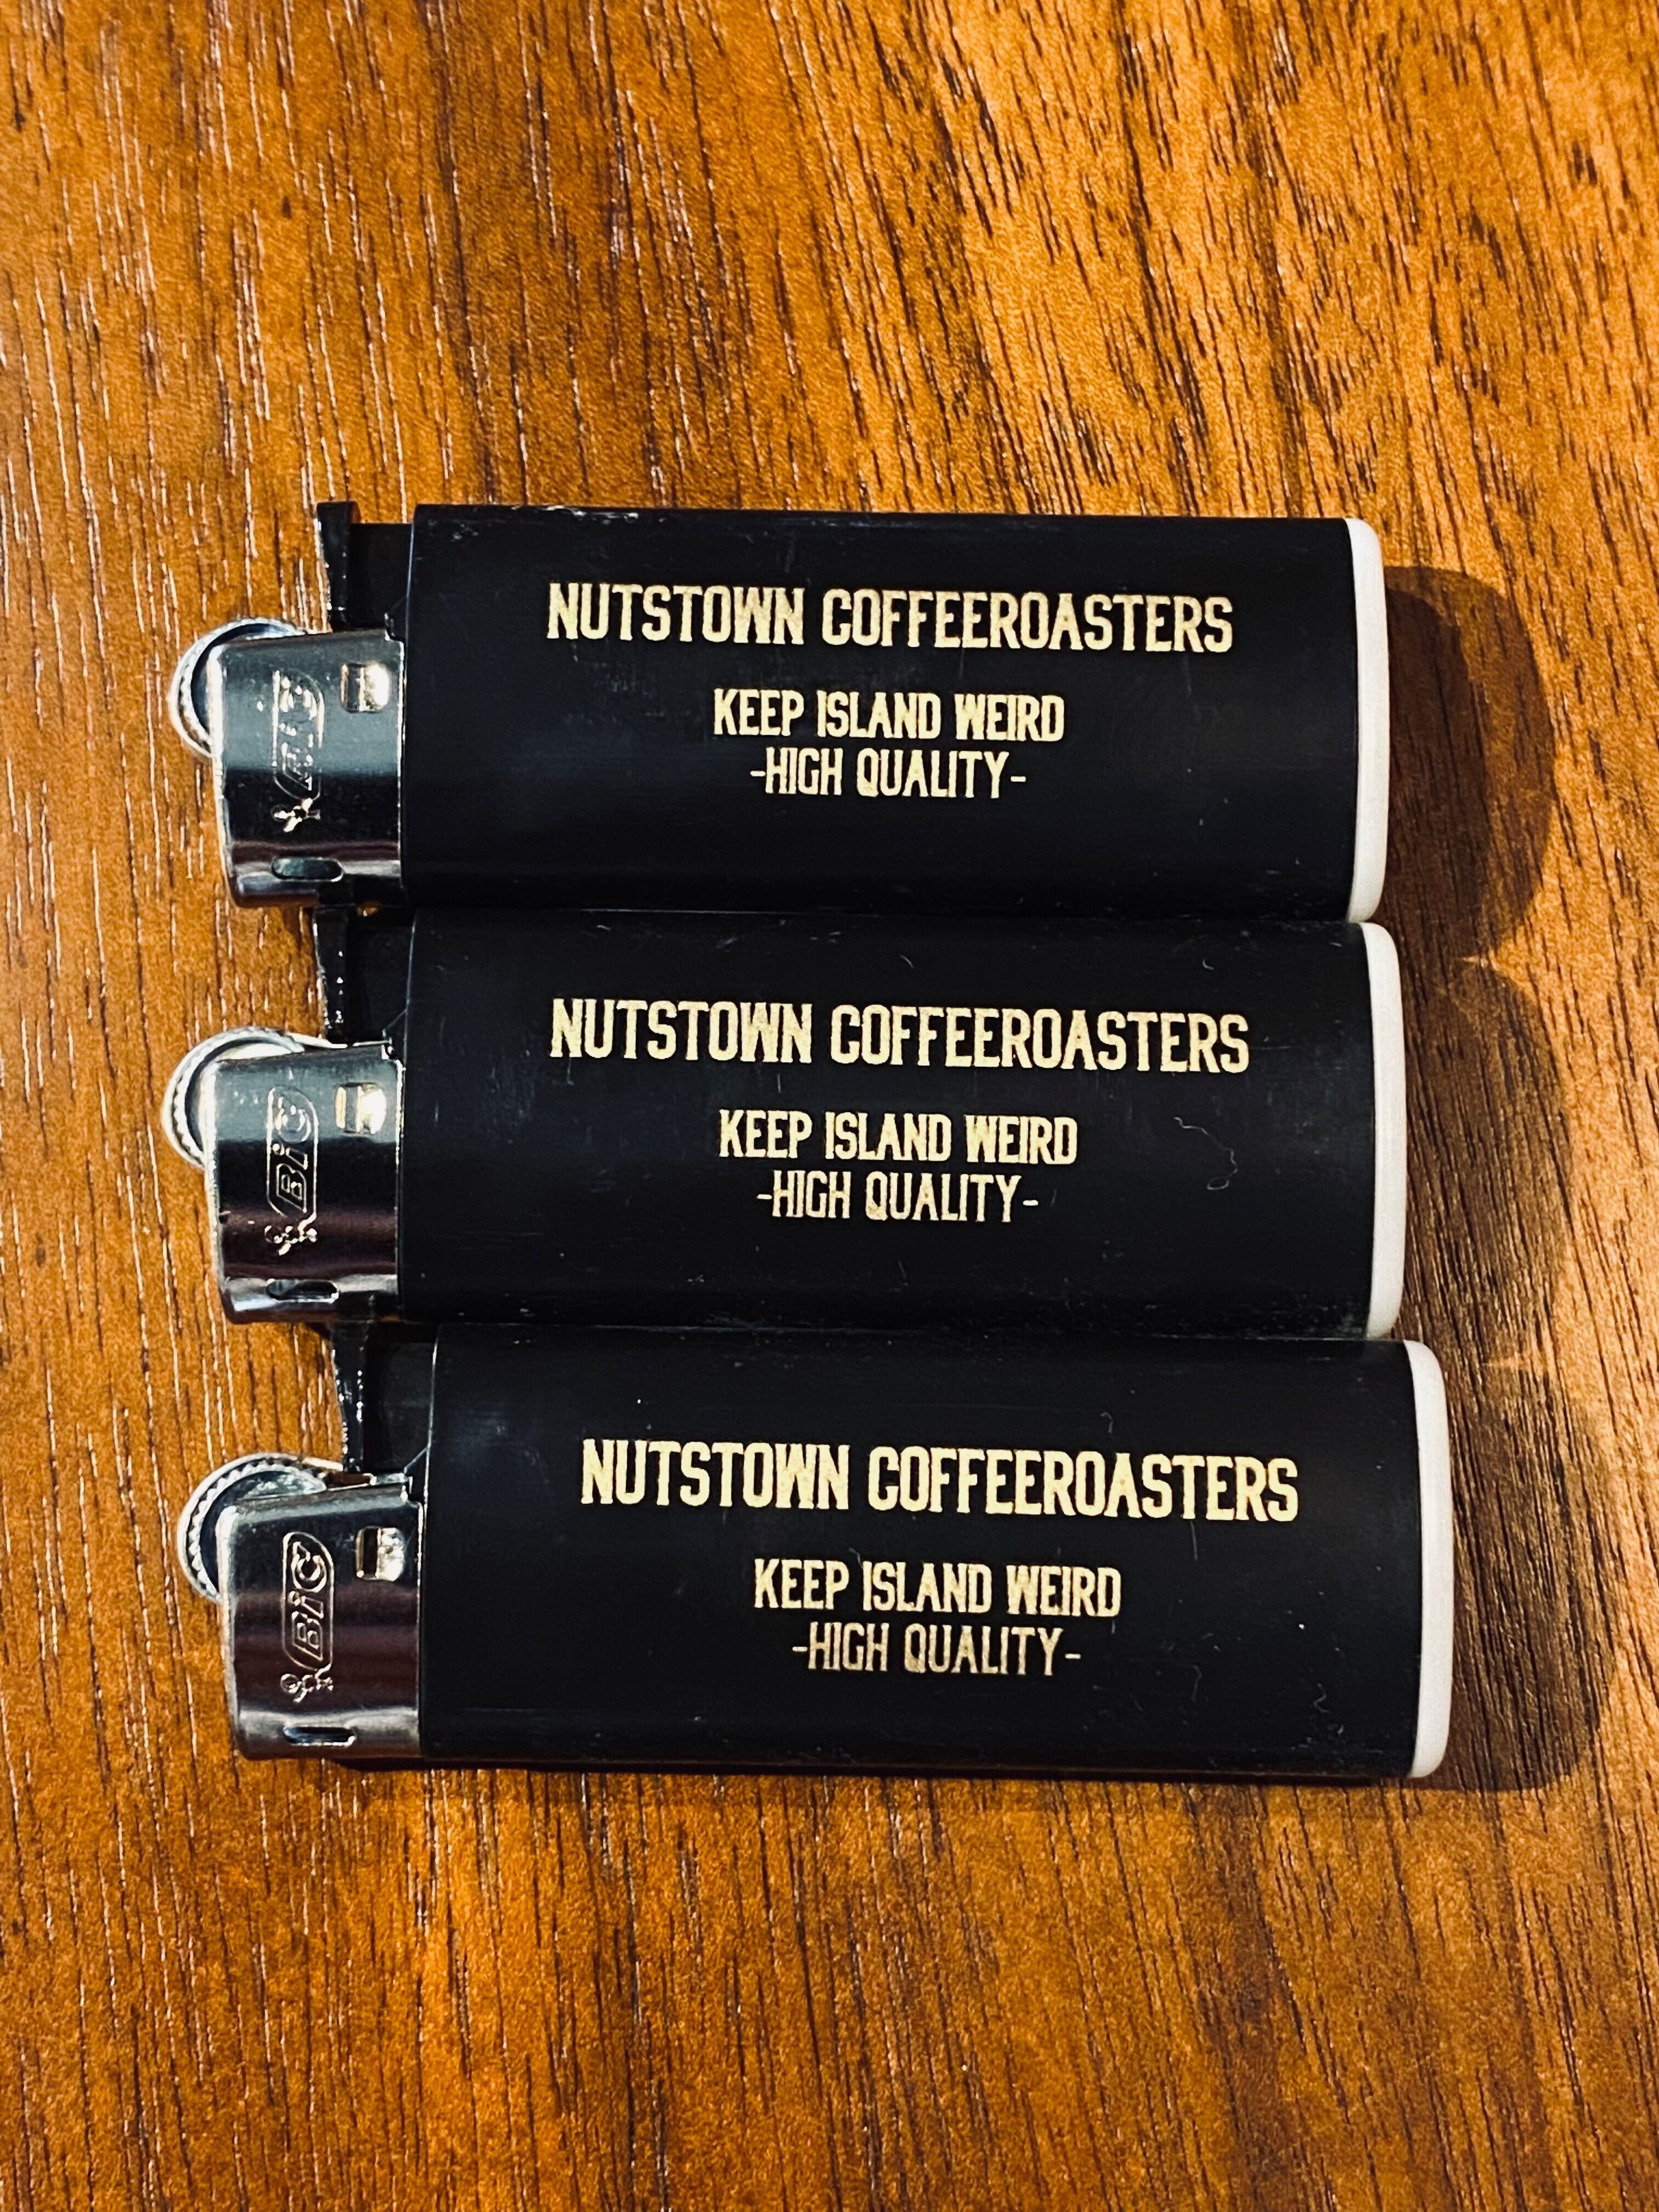 NUTSTOWN COFFEEROASTERS
KEEP ISLAND WEIRD
-HIGH QUALITY-
BiC
NUTSTOWN COFFEEROASTERS
KEEP ISLAND WEIRD
-HIGH QUALITY-
BiC
NUTSTOWN COFFEEROASTERS
KEEP ISLAND WEIRD
-HIGH QUALITY-
BiC